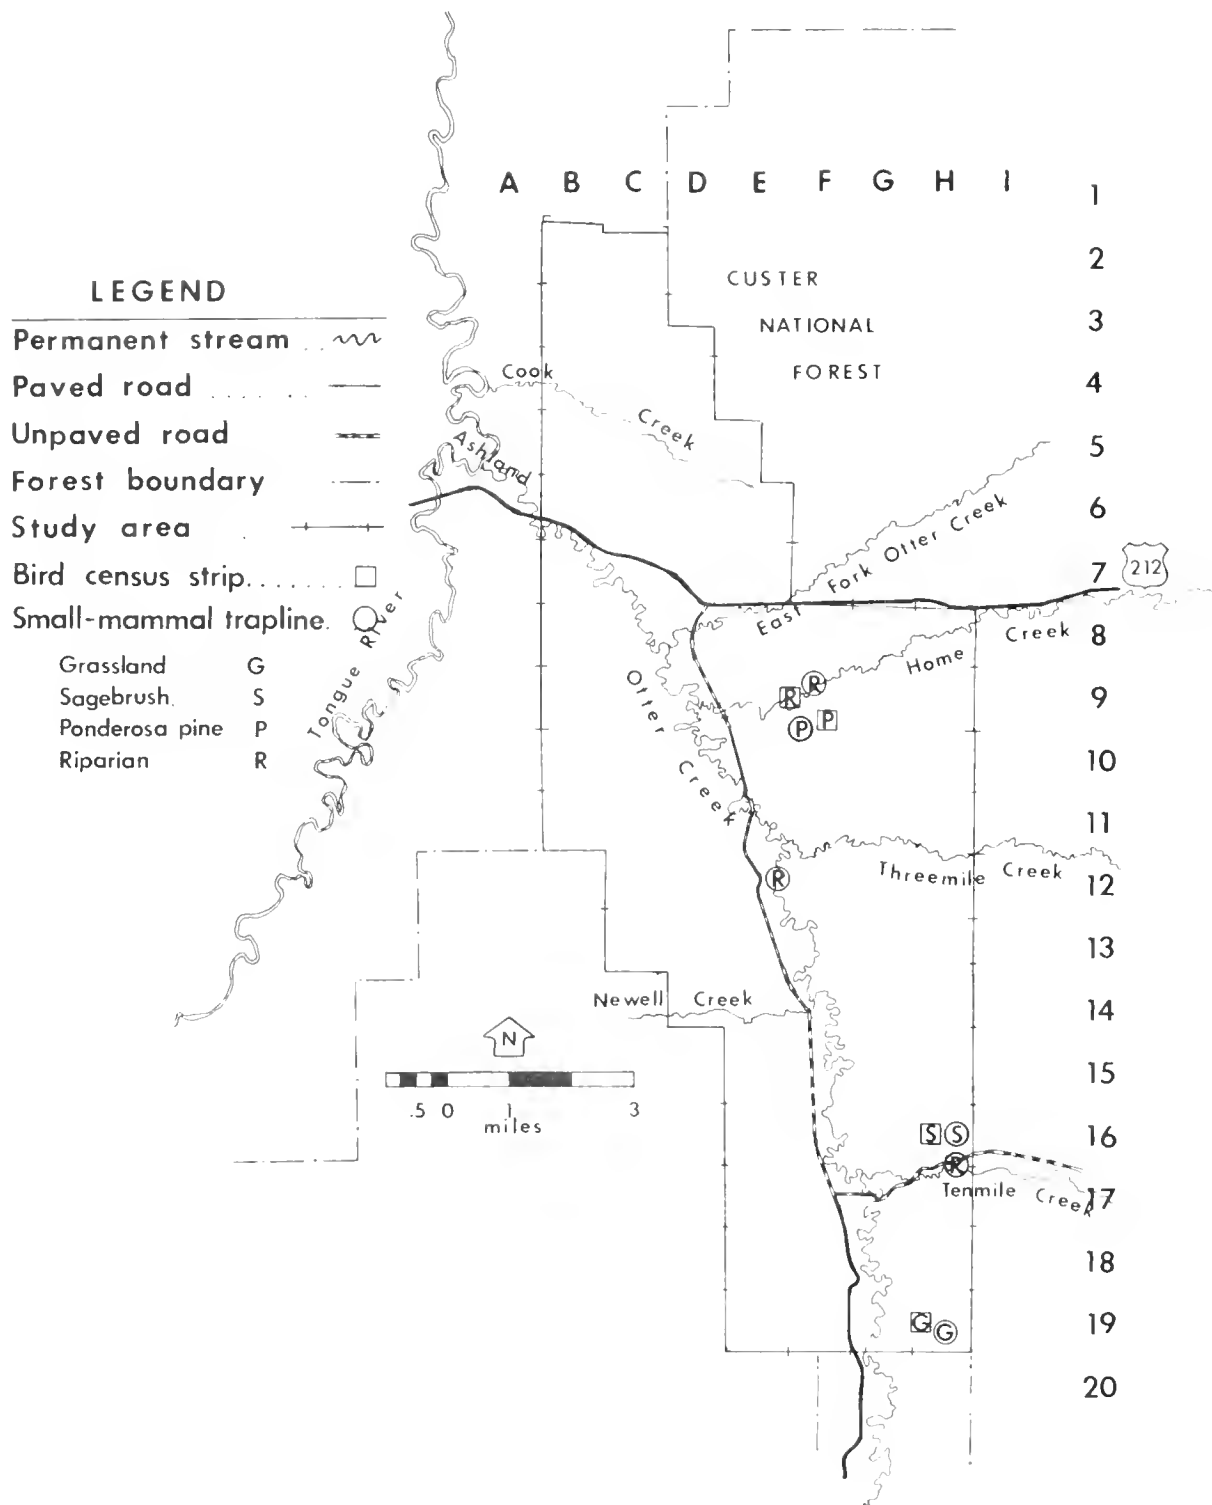 A B C D E F G H I
1
2
3
4
5
6
7
8
9
10
11
12
13
14
15
16
17
18
19
20
CUSTER
NATIONAL
FOREST
LEGEND
Permanent stream ..
Paved road ..... .
Unpaved road
Forest boundary
Study area .
Bird census strip.......
Small-mammal trapline.
Grassland G
Sagebrush. S
Ponderosa pine P
Riparian R
Cook
Creek
Ashland
Fork Otter Creek
East
212
Home
Creek
Tongue River
Otter
Creek
R
R
P
P
Threemile Creek
R
Newell Creek
N
.5 0 1 3
miles
S S
R
Tenmile Creek
G G